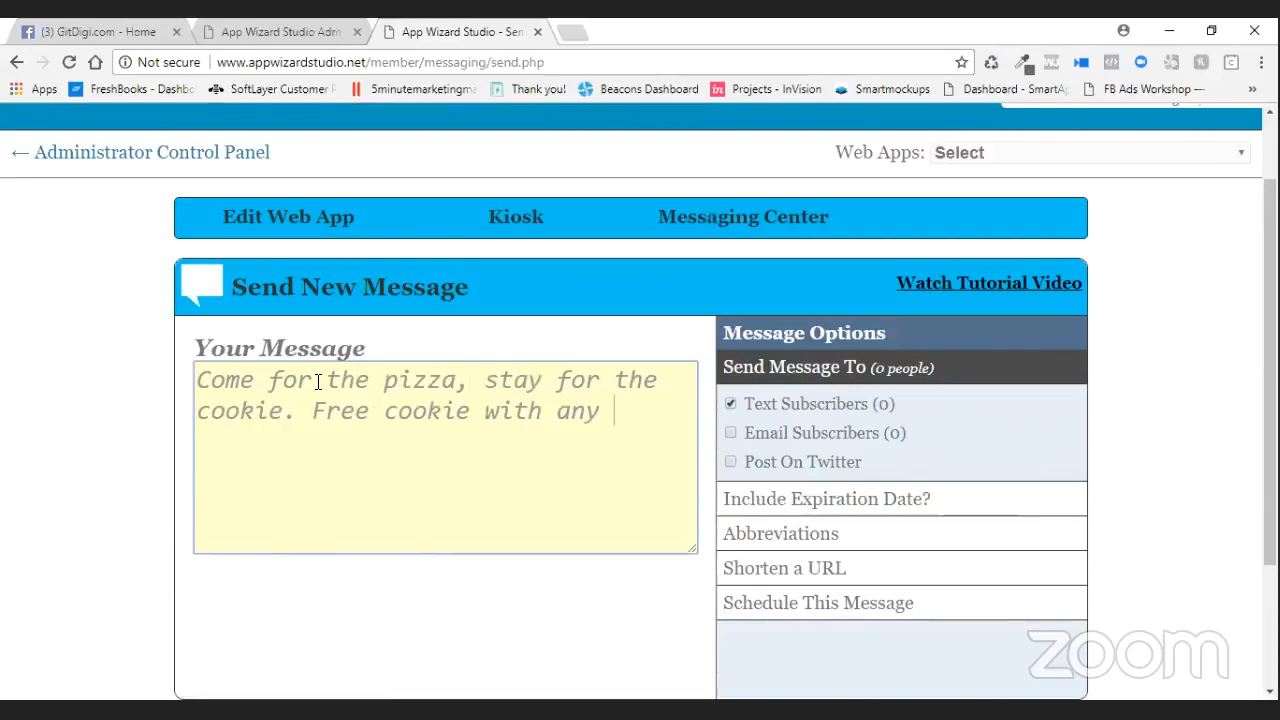 (3) GitDigi.com - Home
App Wizard Studio Adm
App Wizard Studio - Sen
Not secure
www.appwizardstudio.net/member/messaging/send.php
Apps
FreshBooks - Dashbo
SoftLayer Customer
5minutemarketingma
Thank you!
Beacons Dashboard
Projects - InVision
Smartmockups
Dashboard - SmartA
FB Ads Workshop —
← Administrator Control Panel
Web Apps: Select
Edit Web App
Kiosk
Messaging Center
Send New Message
Watch Tutorial Video
Your Message
Come for the pizza, stay for the
cookie. Free cookie with any
Message Options
Send Message To (0 people)
Text Subscribers (0)
Email Subscribers (0)
Post On Twitter
Include Expiration Date?
Abbreviations
Shorten a URL
Schedule This Message
zoom